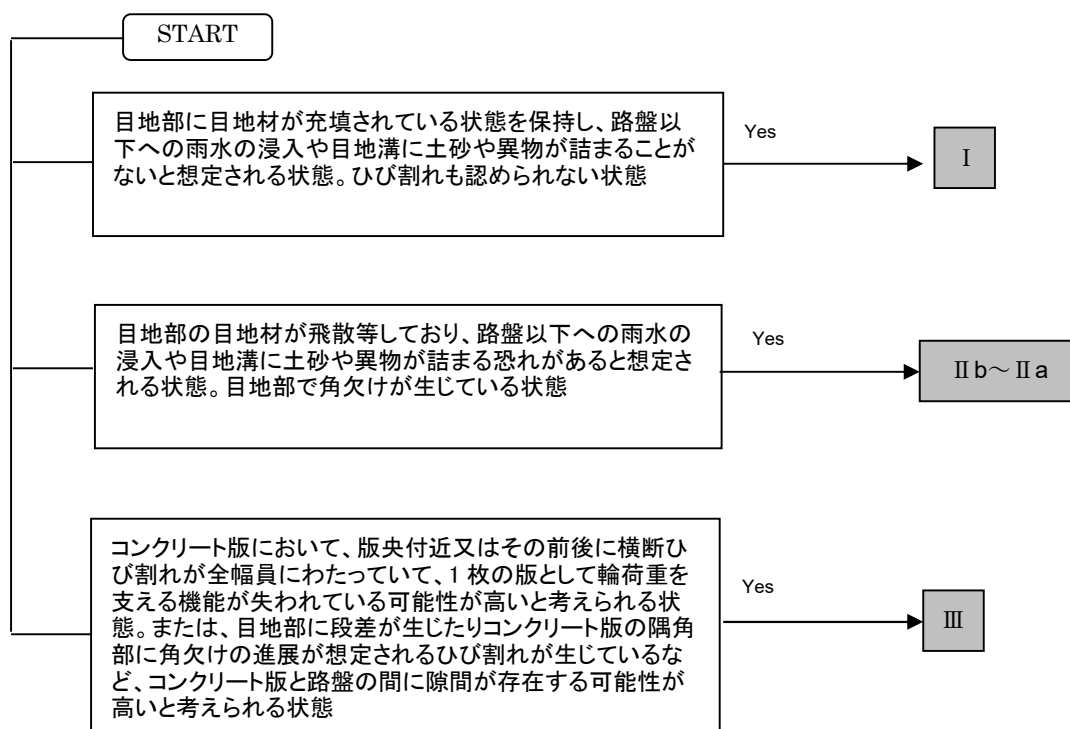 START
目地部に目地材が充填されている状態を保持し、路盤以
下への雨水の浸入や目地溝に土砂や異物が詰まることが
ないと想定される状態。ひび割れも認められない状態
Yes
Ⅰ
目地部の目地材が飛散等しており、路盤以下への雨水の
浸入や目地溝に土砂や異物が詰まる恐れがあると想定さ
れる状態。目地部で角欠けが生じている状態
Yes
Ⅱb～Ⅱa
コンクリート版において、版央付近又はその前後に横断ひ
び割れが全幅員にわたっていて、1 枚の版として輪荷重を
支える機能が失われている可能性が高いと考えられる状
態。または、目地部に段差が生じたりコンクリート版の隅角
部に角欠けの進展が想定されるひび割れが生じているな
ど、コンクリート版と路盤の間に隙間が存在する可能性が
高いと考えられる状態
Yes
Ⅲ